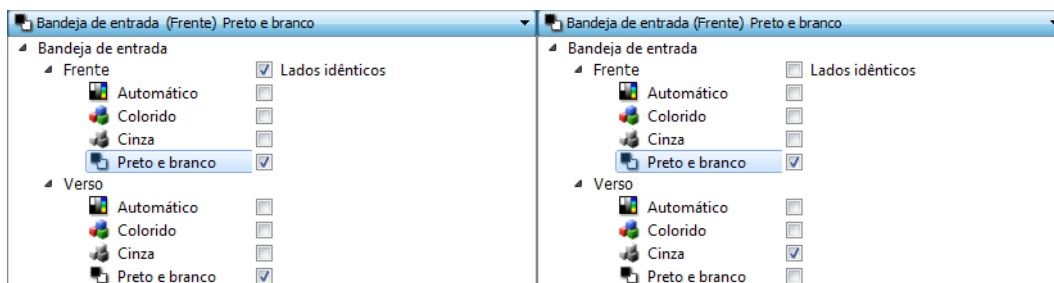 Bandeja de entrada (Frente) Preto e branco
Bandeja de entrada
Frente Lados idênticos
Automático
Colorido
Cinza
Preto e branco
Verso
Automático
Colorido
Cinza
Preto e branco
Bandeja de entrada (Frente) Preto e branco
Bandeja de entrada
Frente Lados idênticos
Automático
Colorido
Cinza
Preto e branco
Verso
Automático
Colorido
Cinza
Preto e branco